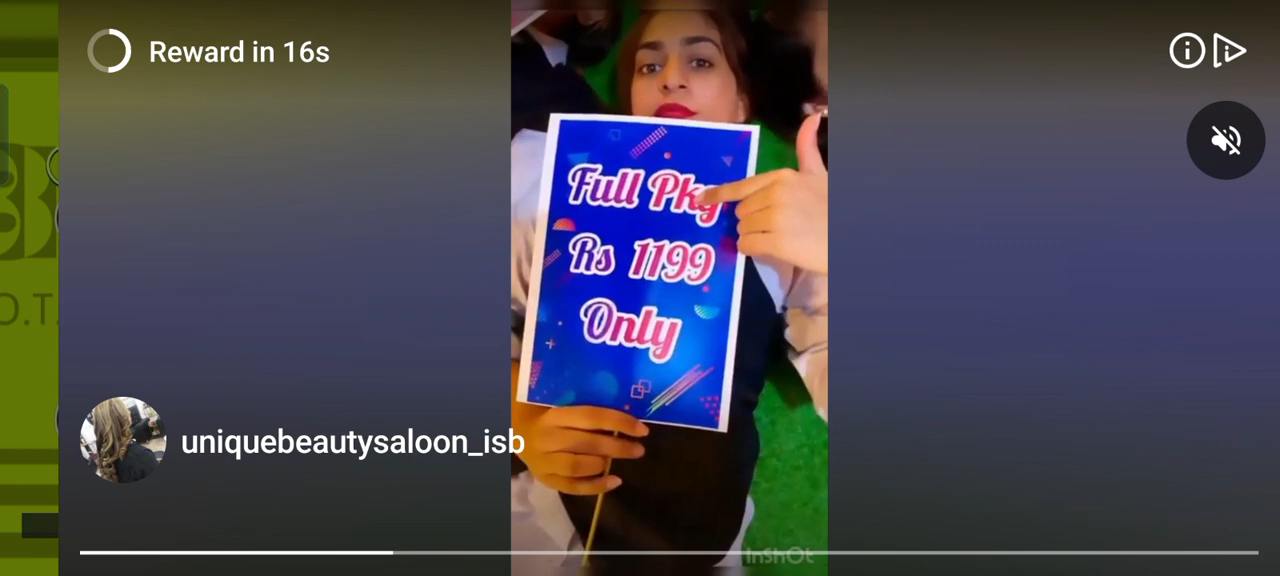 Reward in 16s
Full Pkg
Rs 1199
Only
uniquebeautysaloon_isb
InShOt
O.T.